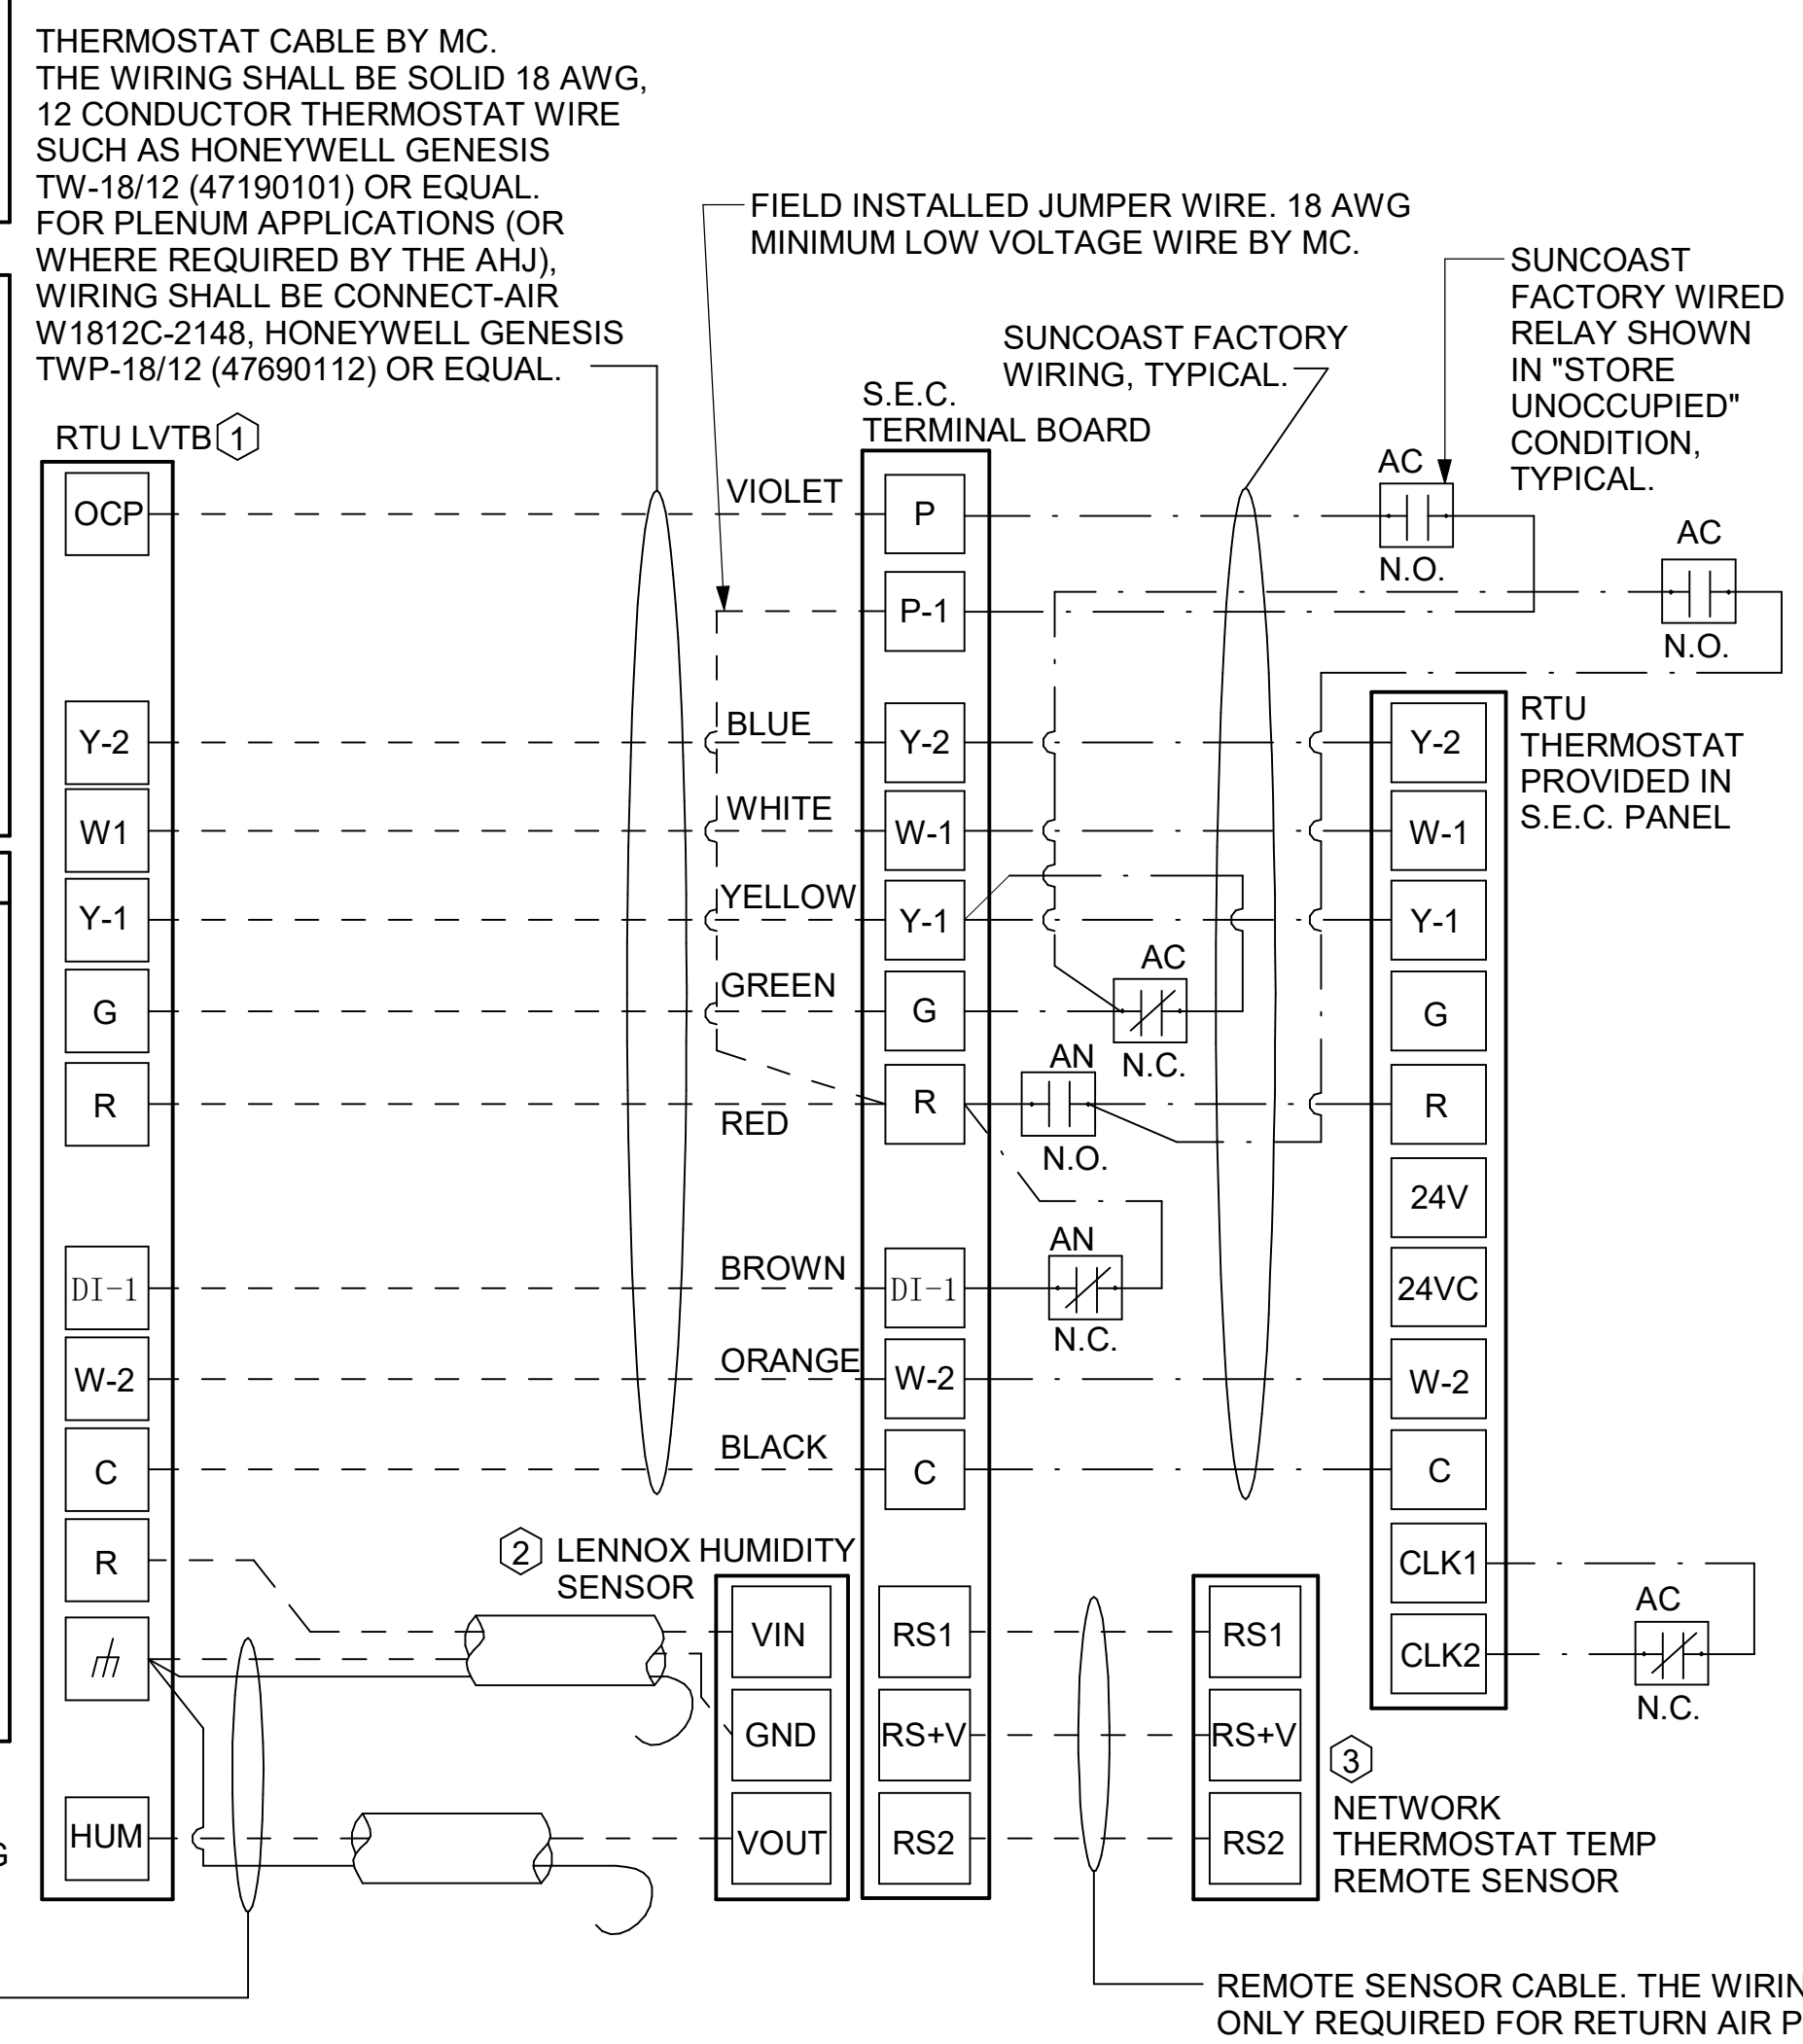 THERMOSTAT CABLE BY MC.
THE WIRING SHALL BE SOLID 18 AWG,
12 CONDUCTOR THERMOSTAT WIRE
SUCH AS HONEYWELL GENESIS
TW-18/12 (47190101) OR EQUAL.
FOR PLENUM APPLICATIONS (OR
WHERE REQUIRED BY THE AHJ),
WIRING SHALL BE CONNECT-AIR
W1812C-2148, HONEYWELL GENESIS
TWP-18/12 (47690112) OR EQUAL.
FIELD INSTALLED JUMPER WIRE. 18 AWG
MINIMUM LOW VOLTAGE WIRE BY MC.
SUNCOAST FACTORY
WIRING, TYPICAL.
SUNCOAST
FACTORY WIRED
RELAY SHOWN
IN "STORE
UNOCCUPIED"
CONDITION,
TYPICAL.
RTU LVTB 1
OCP
Y-2
W1
Y-1
G
R
DI-1
W-2
C
R
HUM
VIOLET
BLUE
WHITE
YELLOW
GREEN
RED
BROWN
ORANGE
BLACK
S.E.C.
TERMINAL BOARD
P
P-1
Y-2
W-1
Y-1
G
R
DI-1
W-2
C
RS1
RS+V
RS2
AC
N.O.
AC
N.O.
AC
N.C.
AN
N.O.
AN
N.C.
RTU
THERMOSTAT
PROVIDED IN
S.E.C. PANEL
Y-2
W-1
Y-1
G
R
24V
24VC
W-2
C
CLK1
CLK2
AC
N.C.
2 LENNOX HUMIDITY
SENSOR
VIN
GND
VOUT
RS1
RS+V
RS2
3
NETWORK
THERMOSTAT TEMP
REMOTE SENSOR
G
REMOTE SENSOR CABLE. THE WIRIN
ONLY REQUIRED FOR RETURN AIR P